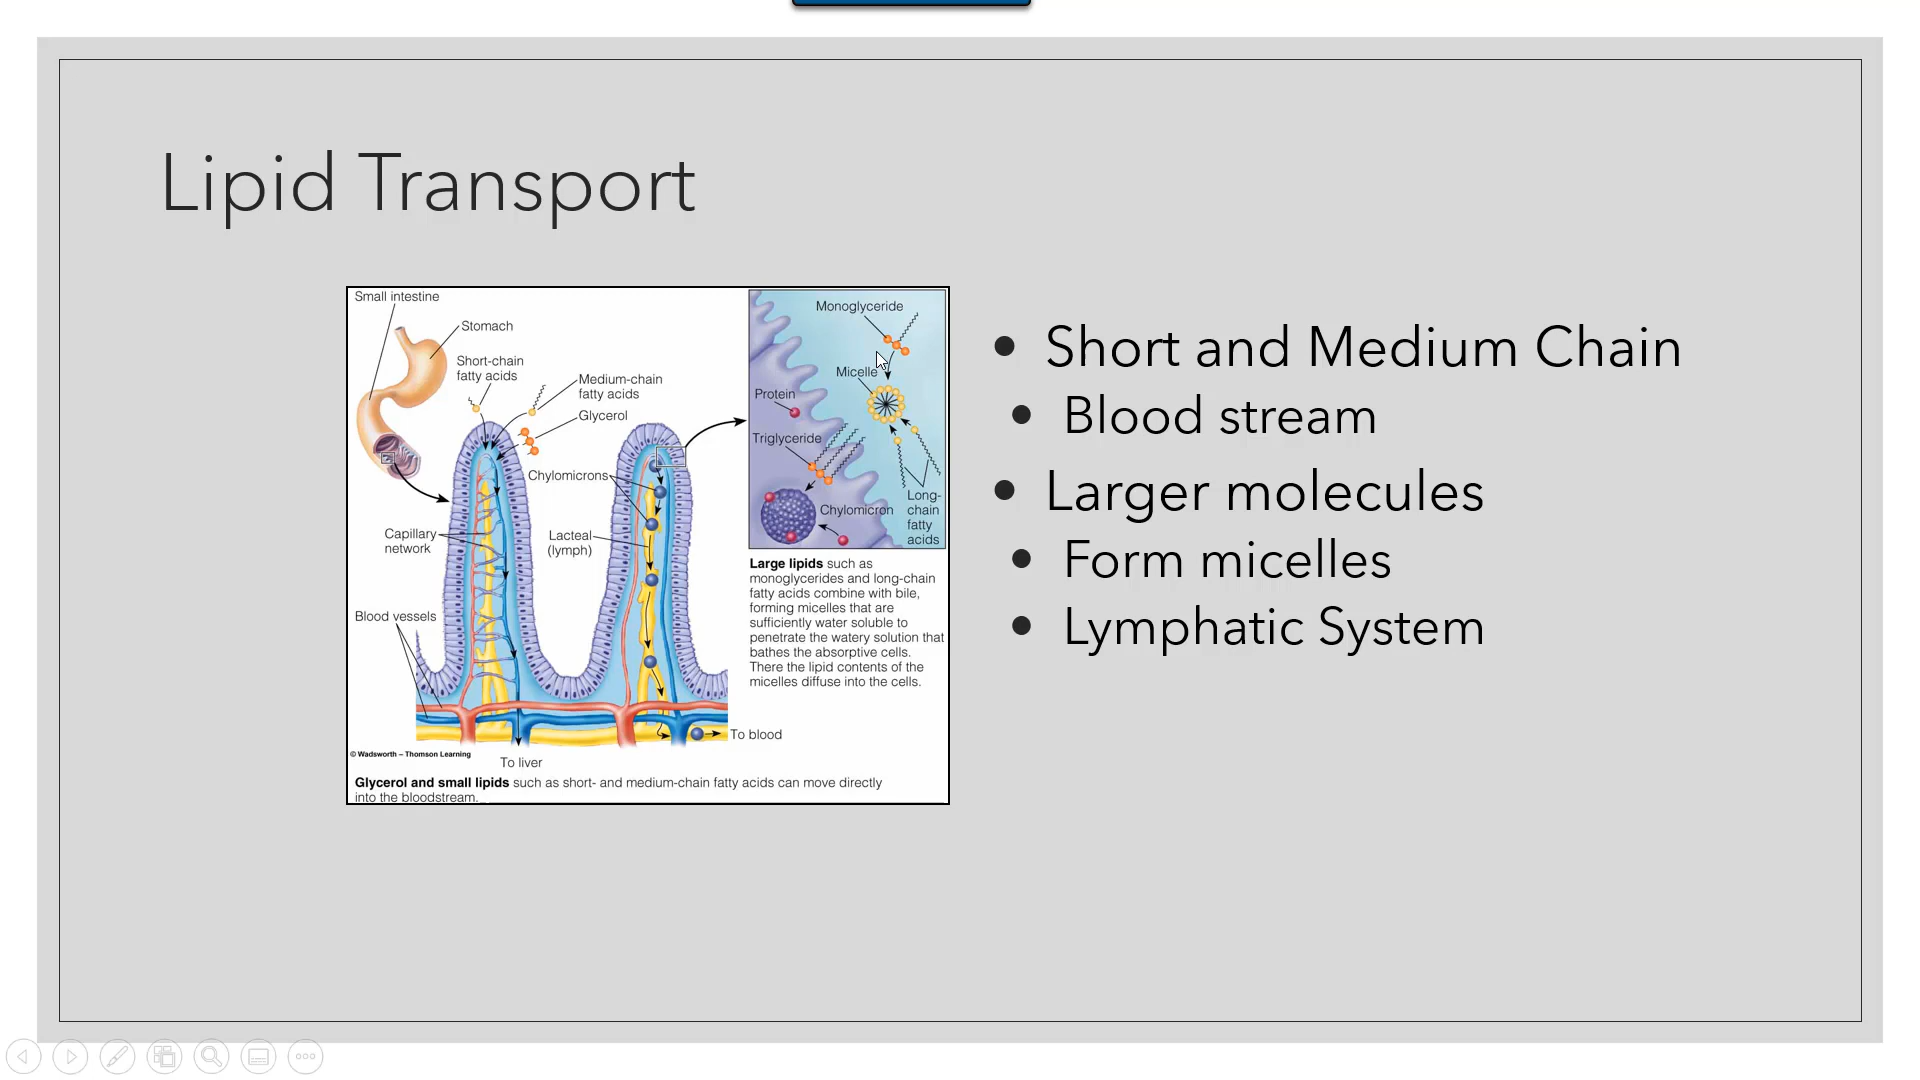 Lipid Transport
Small intestine
Stomach
Short-chain
fatty acids
Medium-chain
fatty acids
Glycerol
Chylomicrons
Capillary
network
Lacteal
(lymph)
Blood vessels
To liver
To blood
© Wadsworth – Thomson Learning
Glycerol and small lipids such as short- and medium-chain fatty acids can move directly
into the bloodstream.
Monoglyceride
Micelle
Protein
Triglyceride
Chylomicron
Long-
chain
fatty
acids
Large lipids such as
monoglycerides and long-chain
fatty acids combine with bile,
forming micelles that are
sufficiently water soluble to
penetrate the watery solution that
bathes the absorptive cells.
There the lipid contents of the
micelles diffuse into the cells.
• Short and Medium Chain
• Blood stream
• Larger molecules
• Form micelles
• Lymphatic System